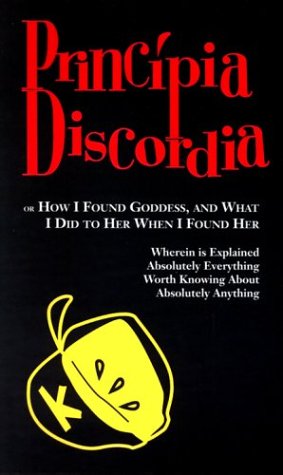 Princípia
Discordia
OR HOW I FOUND GODDESS, AND WHAT
I DID TO HER WHEN I FOUND HER
Wherein is Explained
Absolutely Everything
Worth Knowing About
Absolutely Anything
K